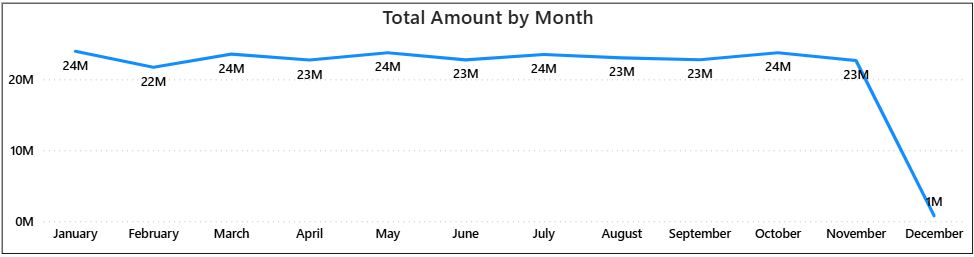 Total Amount by Month
24M 22M 24M 23M 24M 23M 24M 23M 23M 24M 23M 1M
20M
10M
0M
January February March April May June July August September October November December